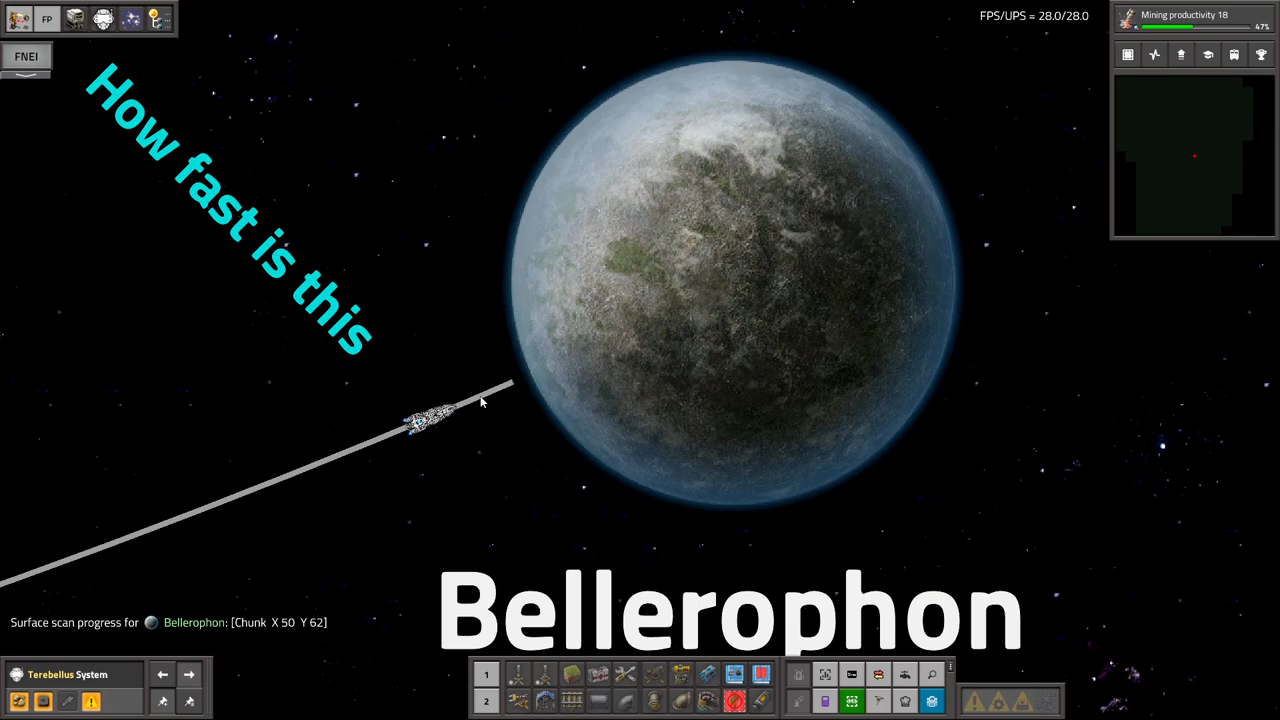 FP
FPS/UPS = 28.0/28.0
Mining productivity 18
47%
FNEI
How fast is this
Bellerophon
Surface scan progress for Bellerophon: [Chunk X 50 Y 62]
Terebellus System
1
2